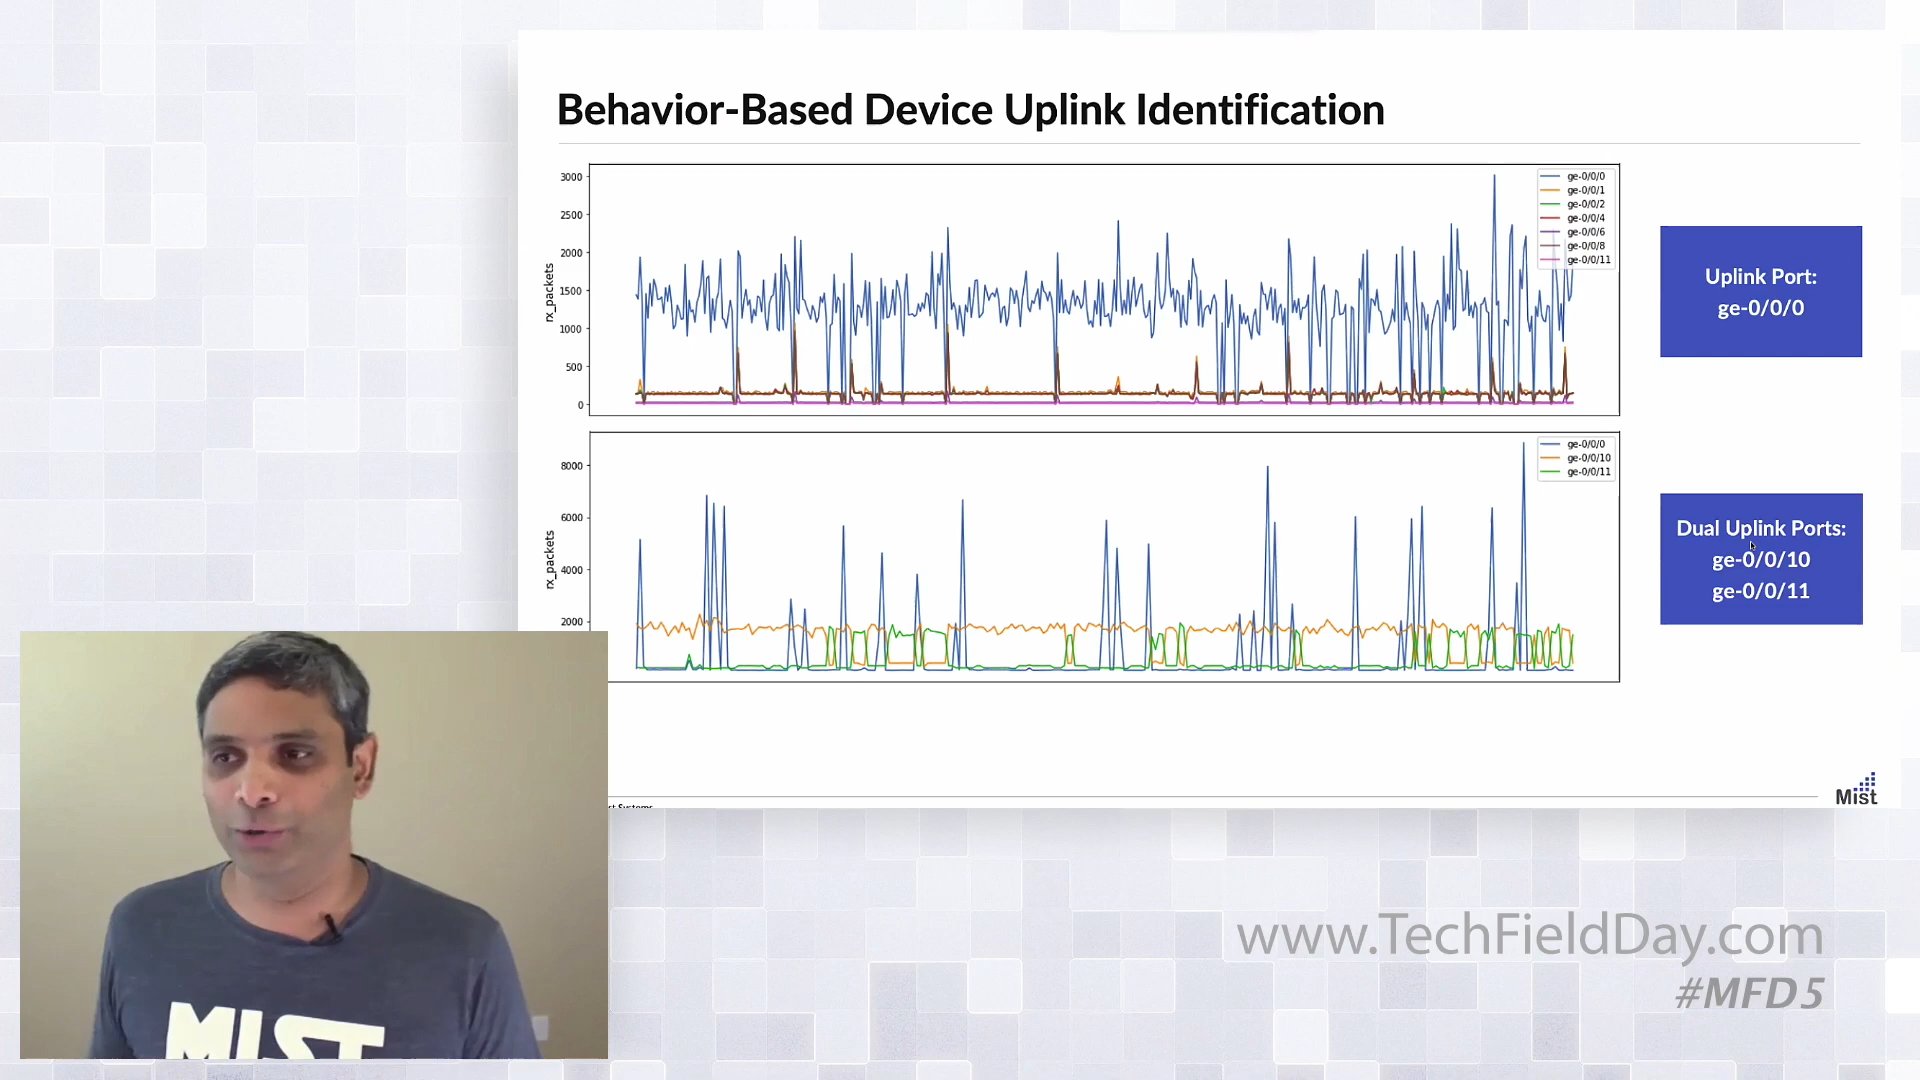 Behavior-Based Device Uplink Identification
3000
2500
2000
1500
1000
500
0
rx_packets
ge-0/0/0
ge-0/0/1
ge-0/0/2
ge-0/0/4
ge-0/0/6
ge-0/0/8
ge-0/0/11
Uplink Port:
ge-0/0/0
8000
6000
4000
2000
rx_packets
ge-0/0/0
ge-0/0/10
ge-0/0/11
Dual Uplink Ports:
ge-0/0/10
ge-0/0/11
Systems
Mist
MIST
www.TechFieldDay.com
#MFD5